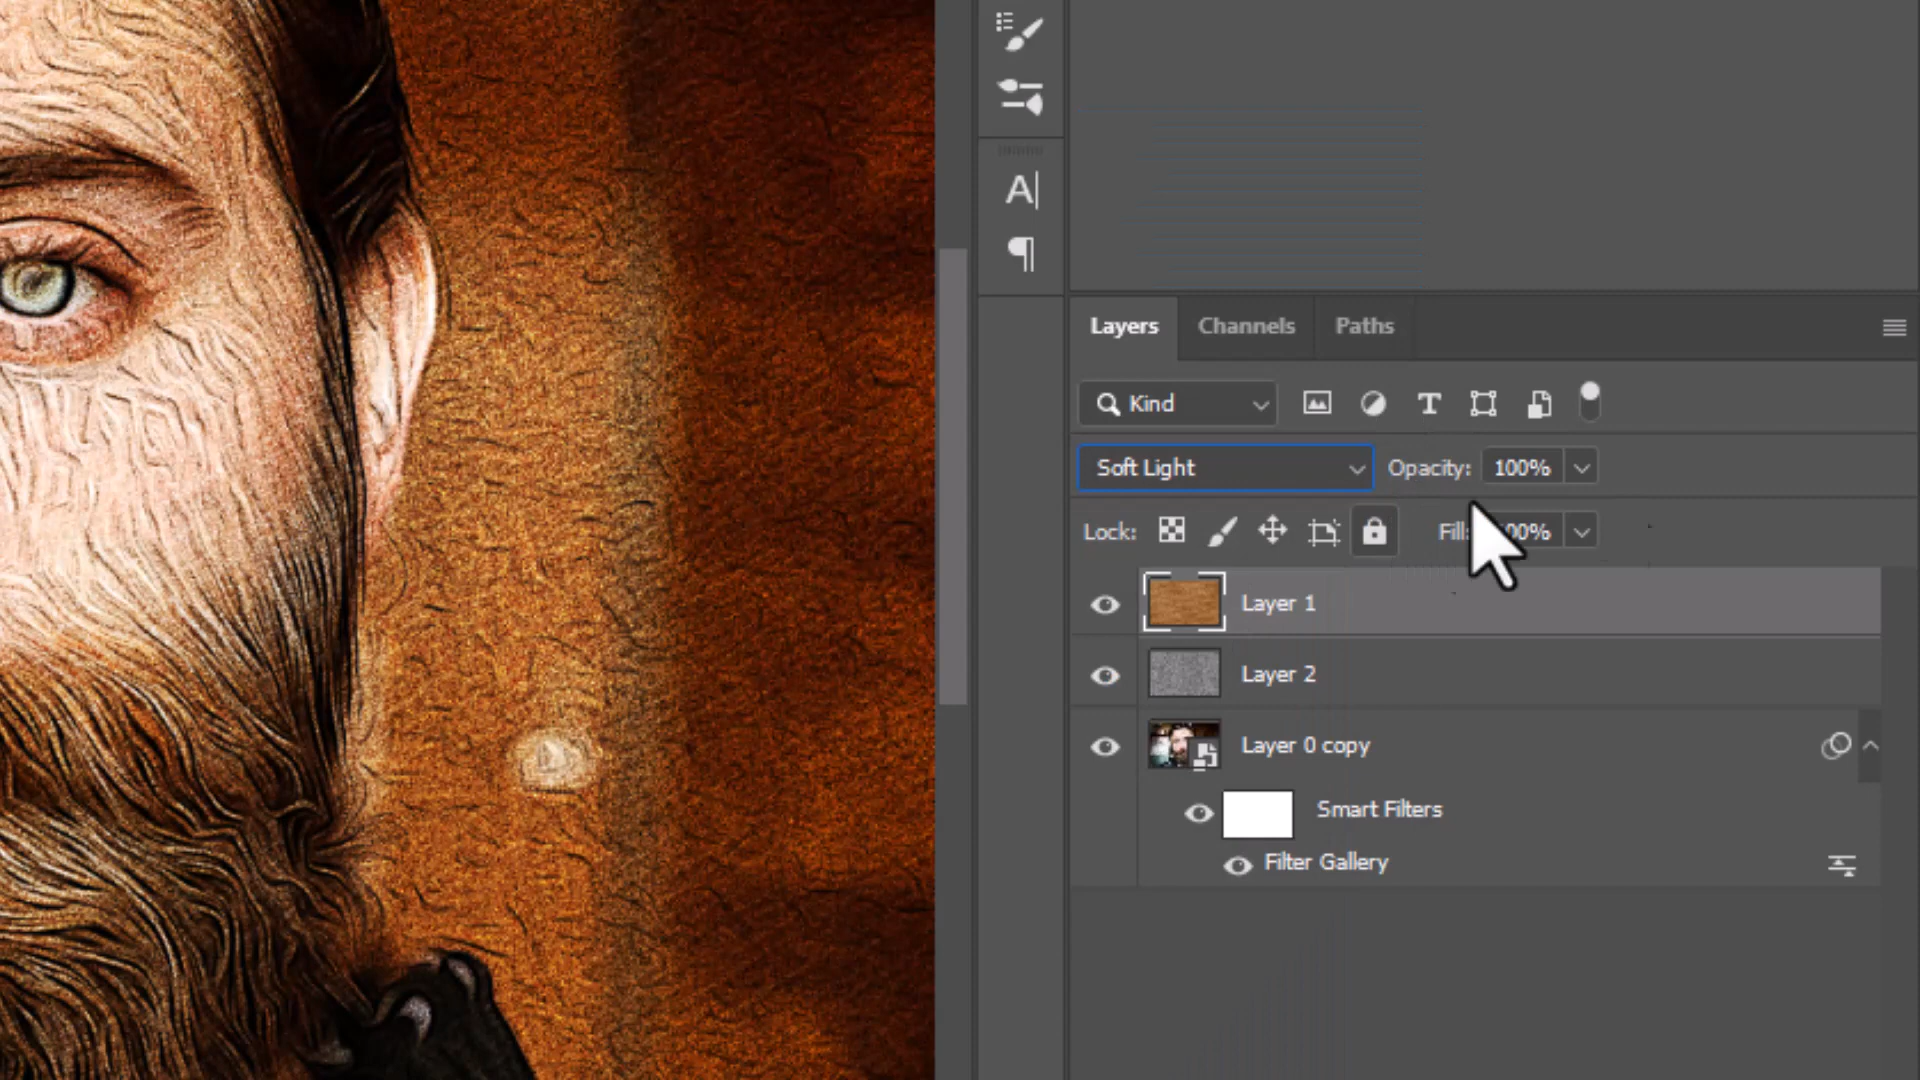 A|
Layers Channels Paths
Kind
T
Soft Light Opacity: 100%
Lock: Fill: 100%
Layer 1
Layer 2
Layer 0 copy
Smart Filters
Filter Gallery